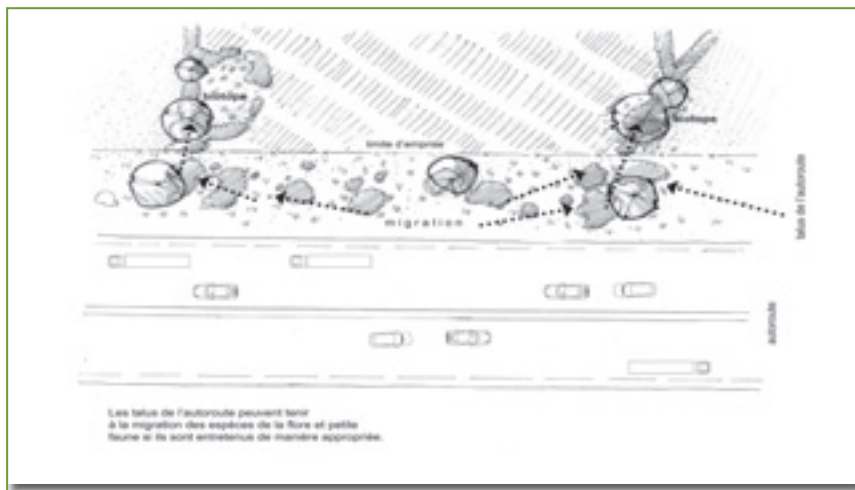 biotope
biotope
limite d'emprise
migration
talus de l'autoroute
autoroute
Les talus de l'autoroute peuvent tenir
à la migration des espèces de la flore et petite
faune si ils sont entretenus de manière appropriée.